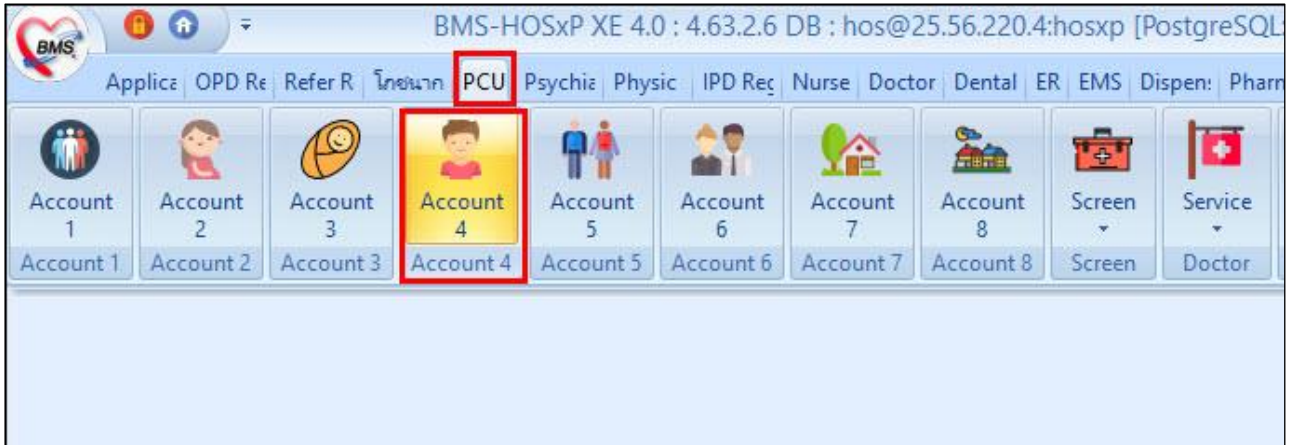 BMS
BMS-HOSxP XE 4.0 : 4.63.2.6 DB : hos@25.56.220.4:hosxp [PostgreSQL:
Applica OPD Re Refer R โภชนาก PCU Psychia Physic IPD Reç Nurse Doctor Dental ER EMS Dispen: Pharm
Account 1 Account 2 Account 3 Account 4 Account 5 Account 6 Account 7 Account 8 Screen Service
Account 1 Account 2 Account 3 Account 4 Account 5 Account 6 Account 7 Account 8 Screen Doctor